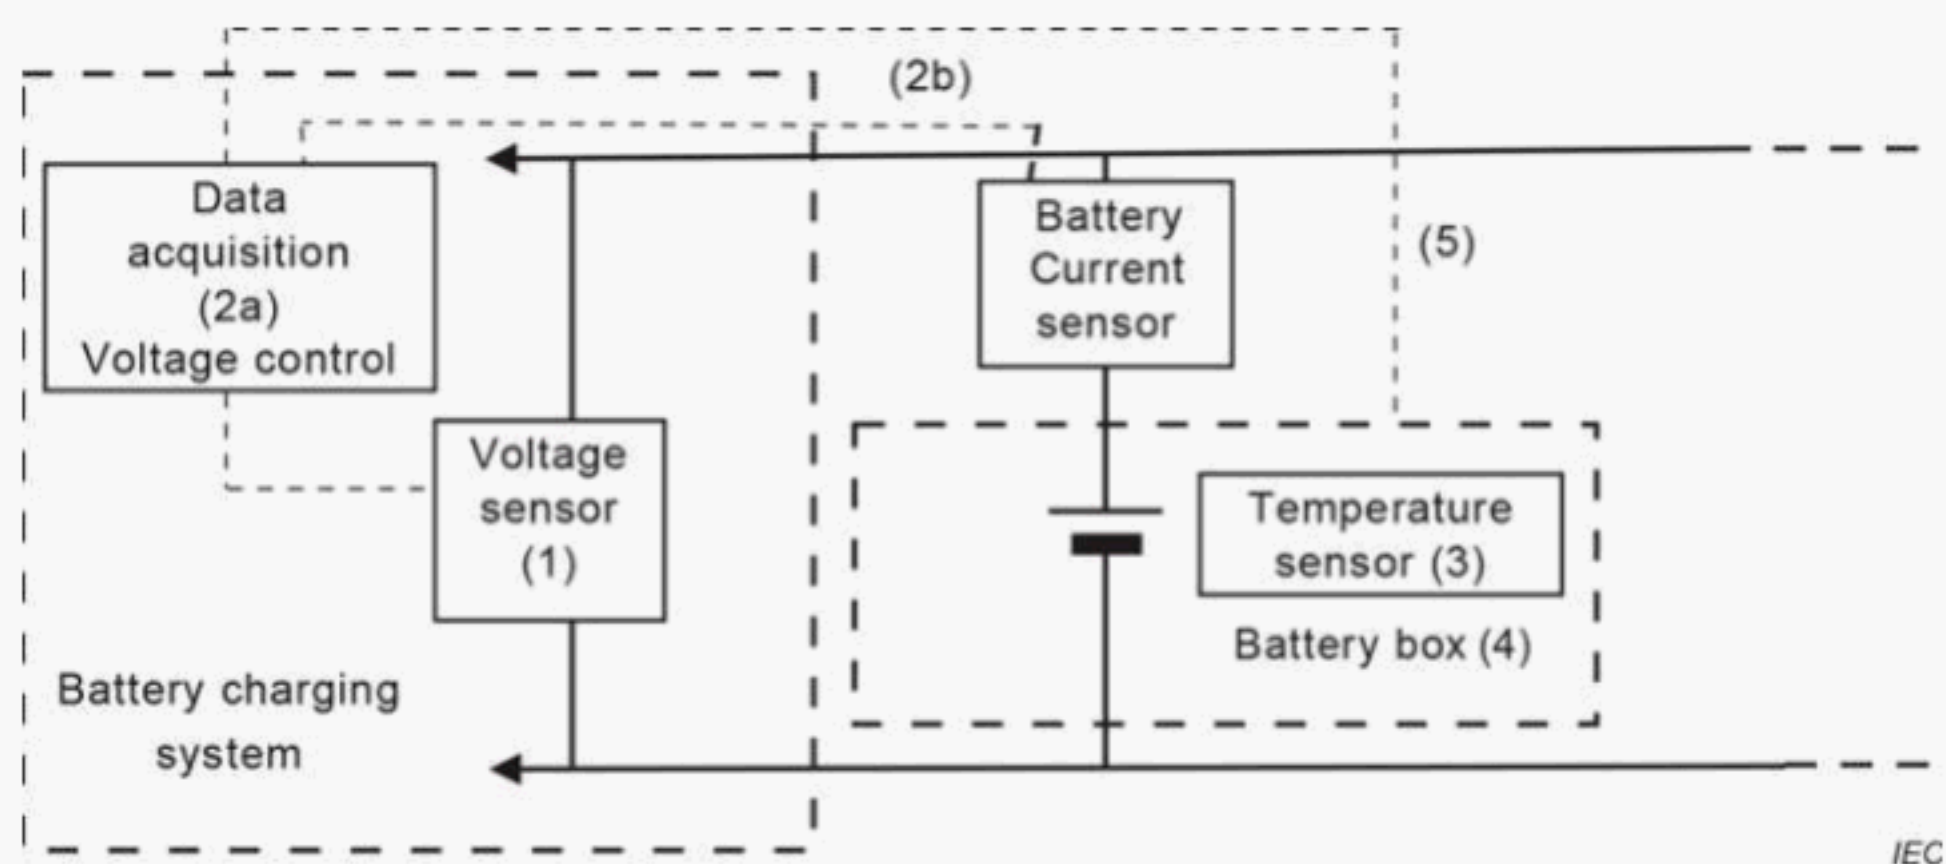 (2b)
Data
acquisition
(2a)
Voltage control
Battery
Current
sensor
(5)
Voltage
sensor
(1)
Temperature
sensor (3)
Battery box (4)
Battery charging
system
IEC